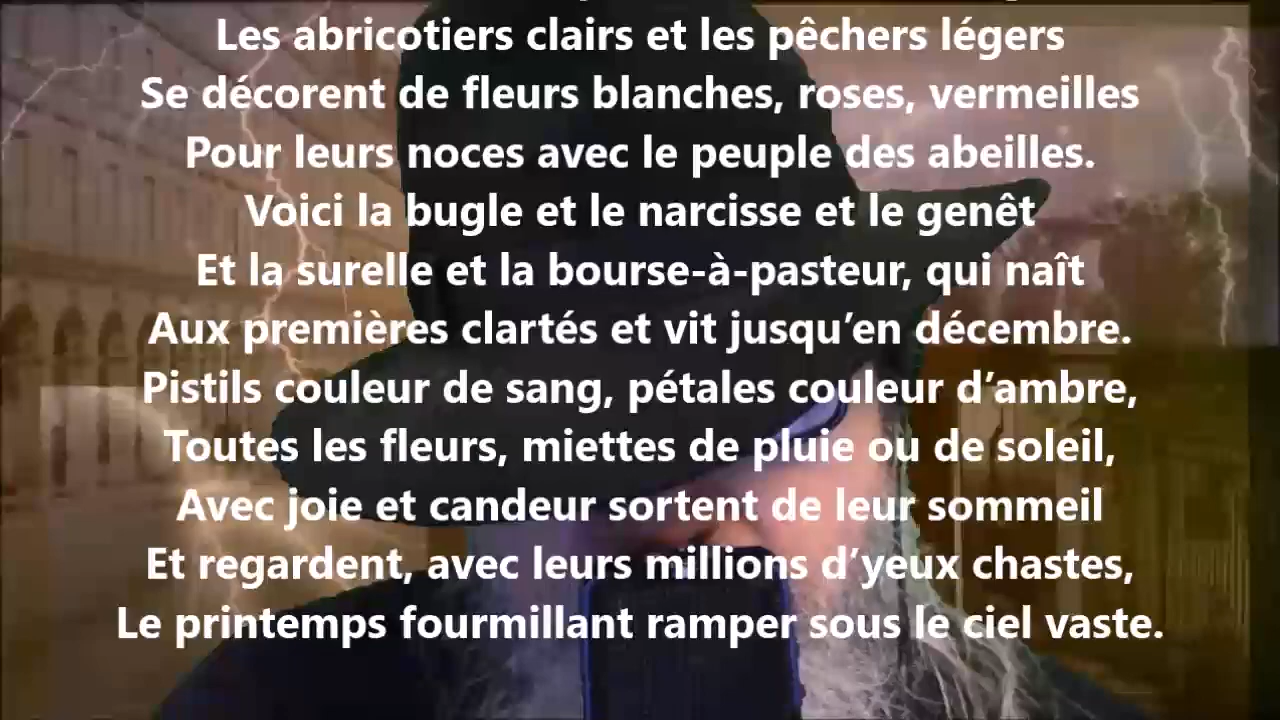 Les abricotiers clairs et les pêchers légers
Se décorent de fleurs blanches, roses, vermeilles
Pour leurs noces avec le peuple des abeilles.
Voici la bugle et le narcisse et le genêt
Et la surelle et la bourse-à-pasteur, qui naît
Aux premières clartés et vit jusqu’en décembre.
Pistils couleur de sang, pétales couleur d’ambre,
Toutes les fleurs, miettes de pluie ou de soleil,
Avec joie et candeur sortent de leur sommeil
Et regardent, avec leurs millions d’yeux chastes,
Le printemps fourmillant ramper sous le ciel vaste.